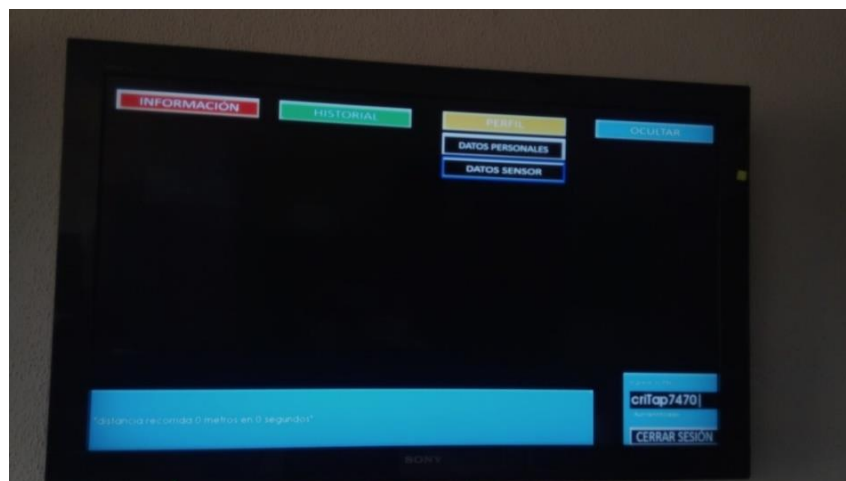 INFORMACIÓN
HISTORIAL
PERFIL
OCULTAR
DATOS PERSONALES
DATOS SENSOR
"distancia recorrida 0 metros en 0 segundos"
criTap7470|
CERRAR SESIÓN
SONY